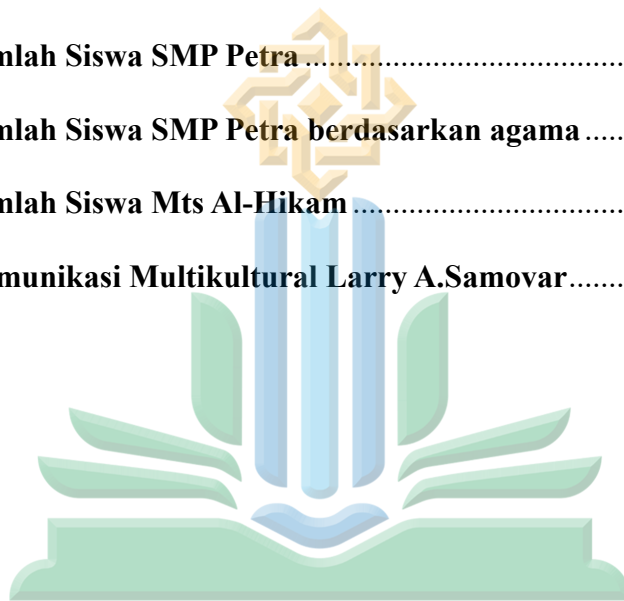 mlah Siswa SMP Petra ........................................
mlah Siswa SMP Petra berdasarkan agama .....
mlah Siswa Mts Al-Hikam ..................................
munikasi Multikultural Larry A.Samovar.......